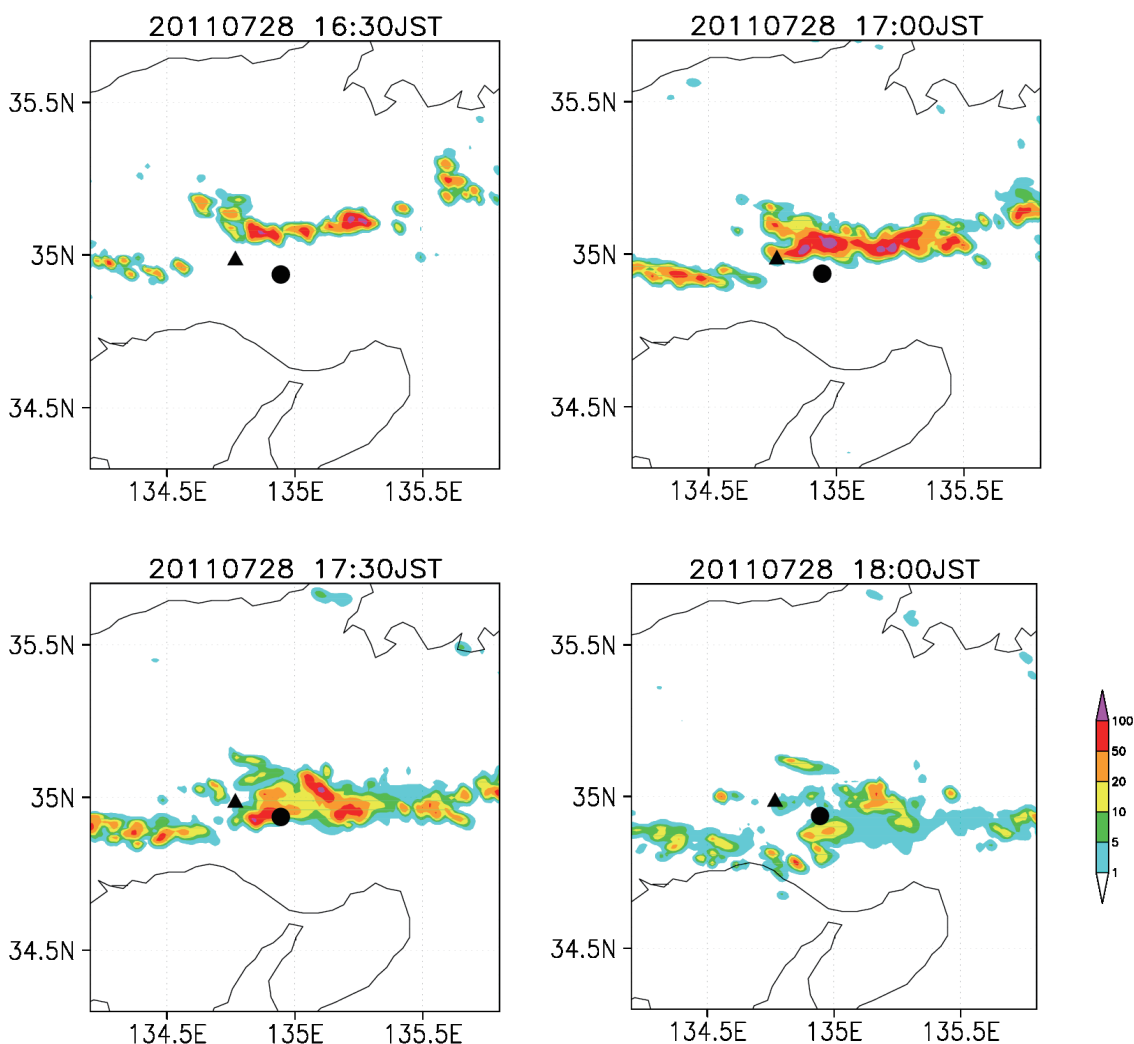 20110728 16:30JST
35.5N
35N
34.5N
134.5E 135E 135.5E
20110728 17:00JST
35.5N
35N
34.5N
134.5E 135E 135.5E
20110728 17:30JST
35.5N
35N
34.5N
134.5E 135E 135.5E
20110728 18:00JST
35.5N
35N
34.5N
134.5E 135E 135.5E
100
50
20
10
5
1